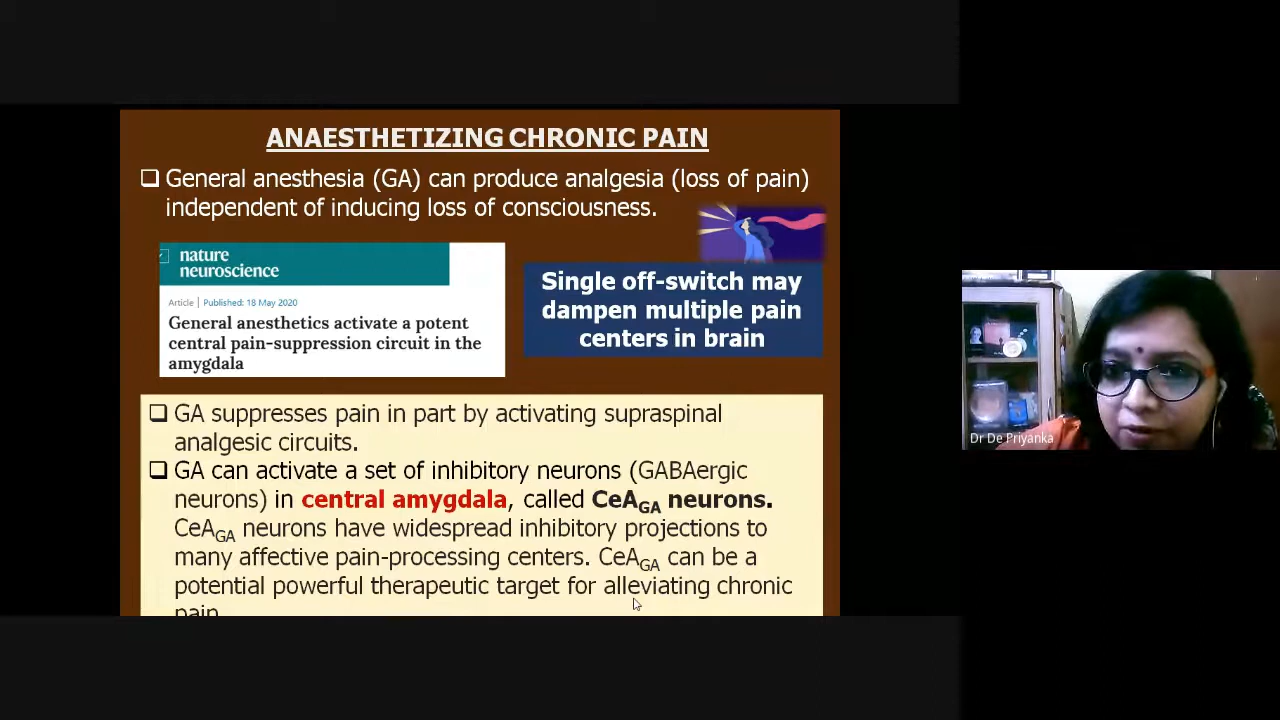 ANAESTHETIZING CHRONIC PAIN
General anesthesia (GA) can produce analgesia (loss of pain)
independent of inducing loss of consciousness.
nature
neuroscience
Article | Published: 18 May 2020
General anesthetics activate a potent
central pain-suppression circuit in the
amygdala
Single off-switch may
dampen multiple pain
centers in brain
GA suppresses pain in part by activating supraspinal
analgesic circuits.
GA can activate a set of inhibitory neurons (GABAergic
neurons) in central amygdala, called CeAGA neurons.
CeAGA neurons have widespread inhibitory projections to
many affective pain-processing centers. CeAGA can be a
potential powerful therapeutic target for alleviating chronic
pain
Dr De Priyanka